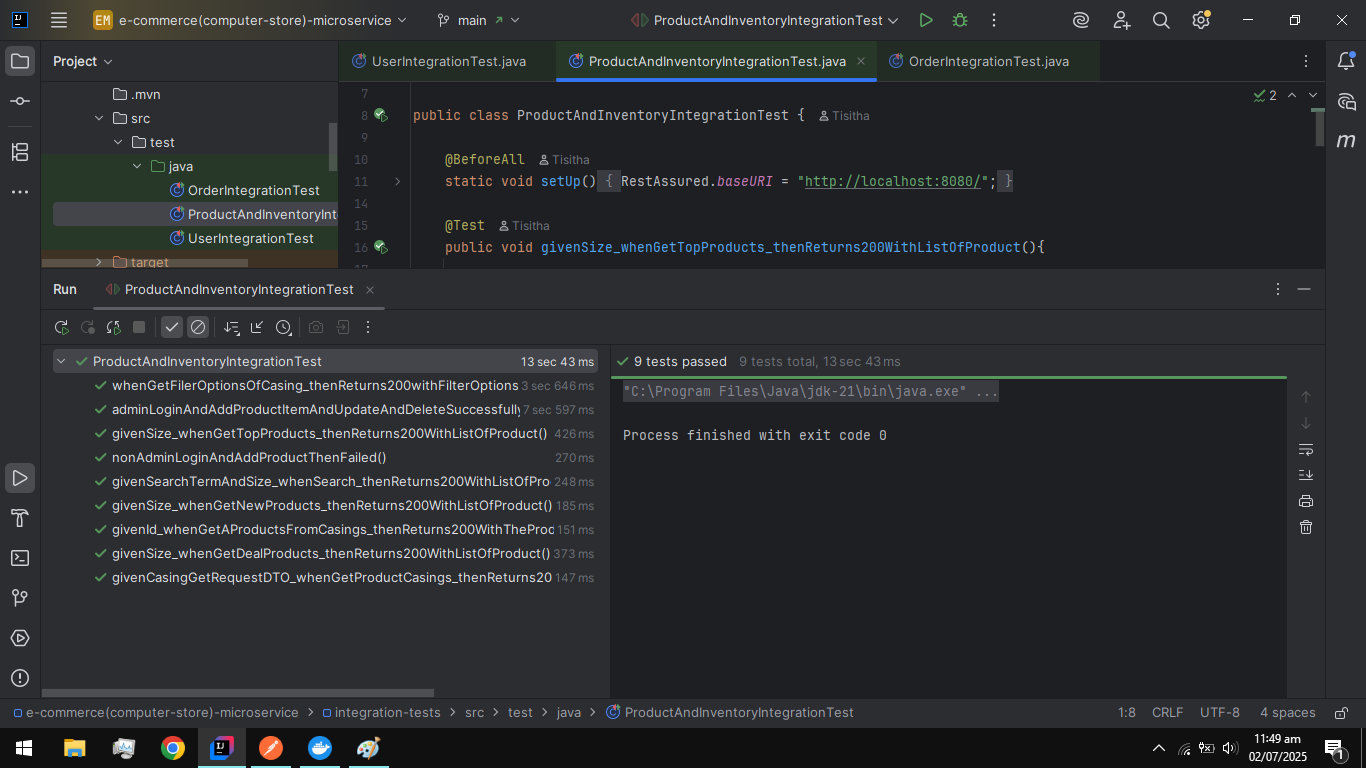 EM e-commerce(computer-store)-microservice main ProductAndInventoryIntegrationTest
Project UserIntegrationTest.java ProductAndInventoryIntegrationTest.java OrderIntegrationTest.java
.mvn
src
test
java
OrderIntegrationTest
ProductAndInventoryInt
UserIntegrationTest
target
7
8 public class ProductAndInventoryIntegrationTest { Tisitha
2
9
10 @BeforeAll Tisitha
11 static void setUp() { RestAssured.baseURI = "http://localhost:8080/"; }
14
15 @Test Tisitha
16 public void givenSize_whenGetTopProducts_thenReturns200WithListOfProduct(){
Run ProductAndInventoryIntegrationTest
ProductAndInventoryIntegrationTest 13 sec 43 ms
whenGetFilerOptionsOfCasing_thenReturns200withFilterOptions 3 sec 646 ms
adminLoginAndAddProductItemAndUpdateAndDeleteSuccessfully 7 sec 597 ms
givenSize_whenGetTopProducts_thenReturns200WithListOfProduct() 426 ms
nonAdminLoginAndAddProductThenFailed() 270 ms
givenSearchTermAndSize_whenSearch_thenReturns200WithListOfPro 248 ms
givenSize_whenGetNewProducts_thenReturns200WithListOfProduct() 185 ms
givenId_whenGetAProductsFromCasings_thenReturns200WithTheProd 151 ms
givenSize_whenGetDealProducts_thenReturns200WithListOfProduct() 373 ms
givenCasingGetRequestDTO_whenGetProductCasings_thenReturns20 147 ms
9 tests passed 9 tests total, 13 sec 43 ms
"C:\Program Files\Java\jdk-21\bin\java.exe" ...
Process finished with exit code 0
e-commerce(computer-store)-microservice > integration-tests > src > test > java > ProductAndInventoryIntegrationTest 1:8 CRLF UTF-8 4 spaces
11:49 am
02/07/2025
1